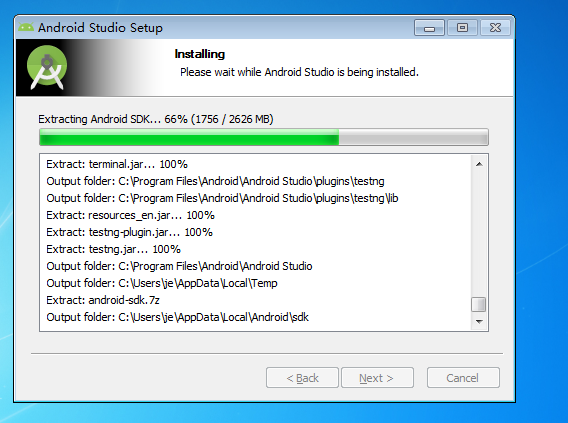 Android Studio Setup
Installing
Please wait while Android Studio is being installed.
Extracting Android SDK... 66% (1756 / 2626 MB)
Extract: terminal.jar... 100%
Output folder: C:\Program Files\Android\Android Studio\plugins\testng
Output folder: C:\Program Files\Android\Android Studio\plugins\testng\lib
Extract: resources_en.jar... 100%
Extract: testng-plugin.jar... 100%
Extract: testng.jar... 100%
Output folder: C:\Program Files\Android\Android Studio
Output folder: C:\Users\je\AppData\Local\Temp
Extract: android-sdk.7z
Output folder: C:\Users\je\AppData\Local\Android\sdk
< Back Next > Cancel